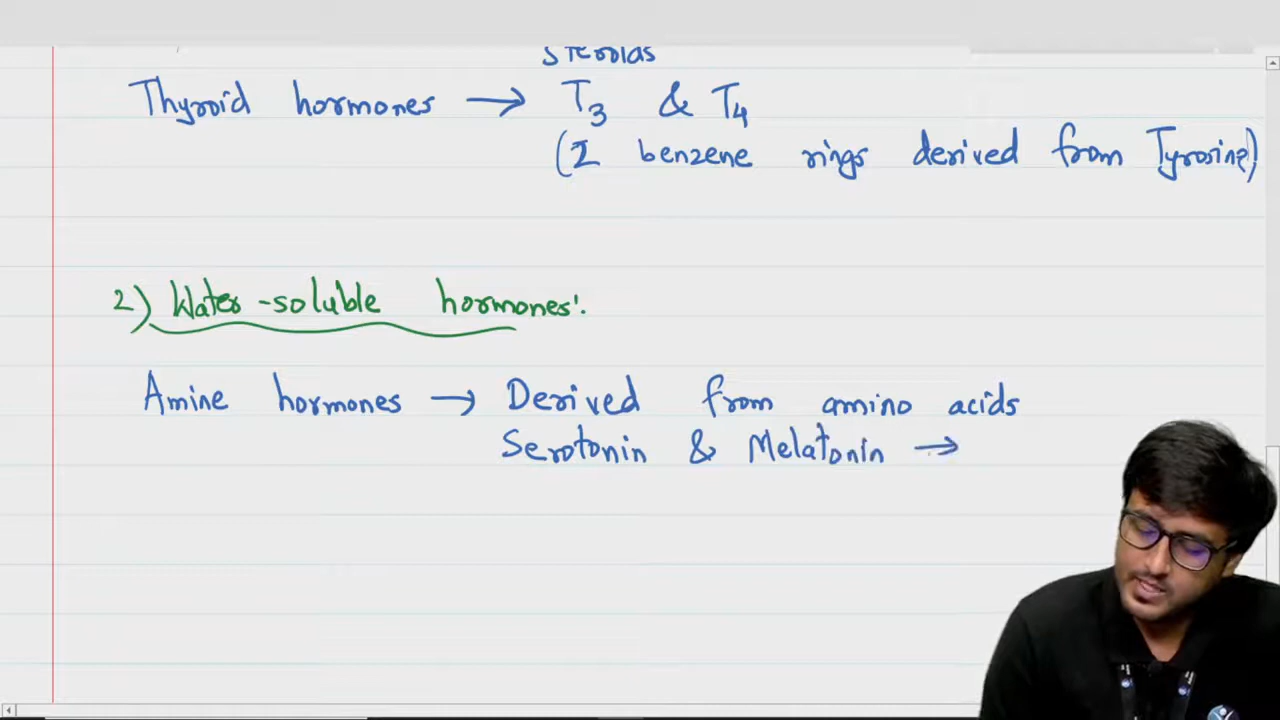 Steroids
Thyroid hormones → T3 & T4
(2 benzene rings derived from Tyrosine)
2) Water-soluble hormones:
Amine hormones → Derived from amino acids
Serotonin & Melatonin →